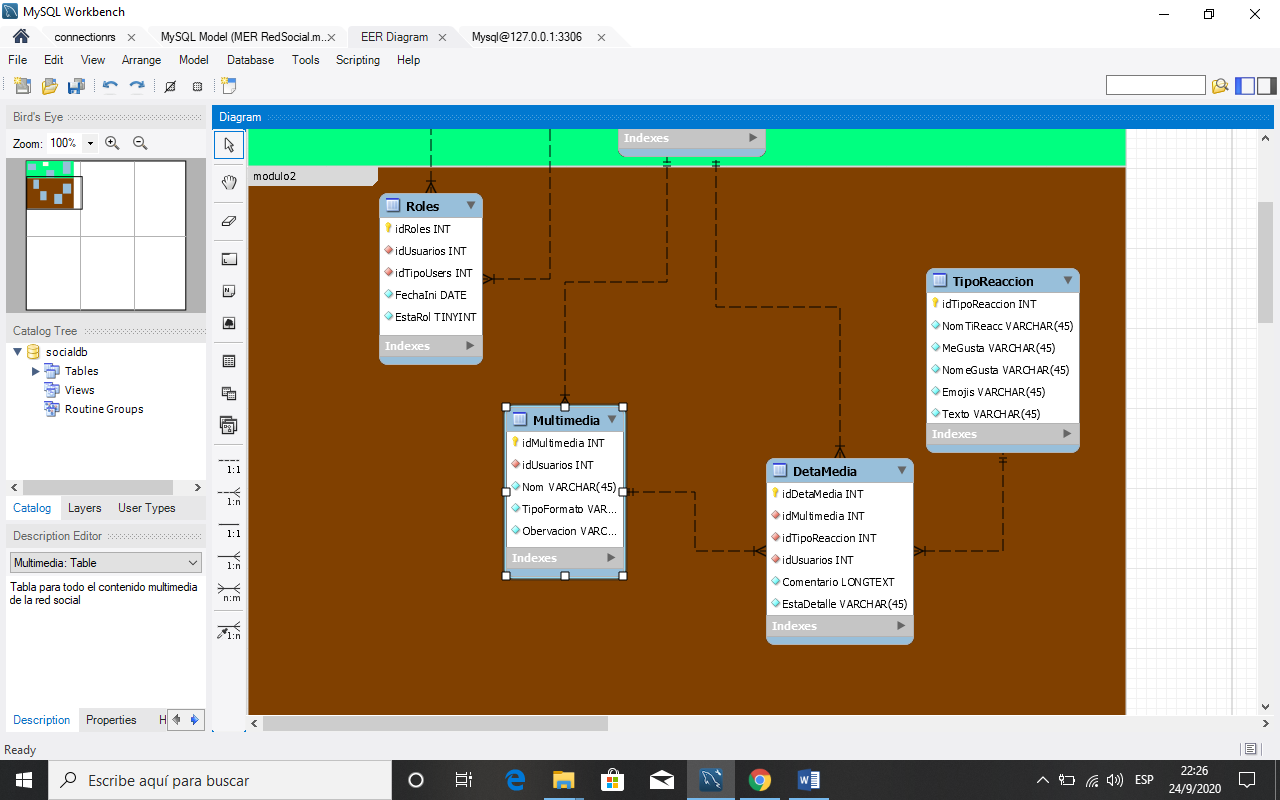 MySQL Workbench
connectionrs
MySQL Model (MER RedSocial.m...
EER Diagram
Mysql@127.0.0.1:3306
File Edit View Arrange Model Database Tools Scripting Help
Bird's Eye
Zoom: 100%
Catalog Tree
socialdb
Tables
Views
Routine Groups
Catalog Layers User Types
Description Editor
Multimedia: Table
Tabla para todo el contenido multimedia
de la red social
Description Properties H
1:1
1:n
1:1
1:n
n:m
1:n
Diagram
Indexes
modulo2
Roles
idRoles INT
idUsuarios INT
idTipoUsers INT
FechaIni DATE
EstaRol TINYINT
Indexes
Multimedia
idMultimedia INT
idUsuarios INT
Nom VARCHAR(45)
TipoFormato VAR...
Obervacion VARC...
Indexes
TipoReaccion
idTipoReaccion INT
NomTiReacc VARCHAR(45)
MeGusta VARCHAR(45)
NomeGusta VARCHAR(45)
Emojis VARCHAR(45)
Texto VARCHAR(45)
Indexes
DetaMedia
idDetaMedia INT
idMultimedia INT
idTipoReaccion INT
idUsuarios INT
Comentario LONGTEXT
EstaDetalle VARCHAR(45)
Indexes
Ready
Escribe aquí para buscar
ESP
22:26
24/9/2020